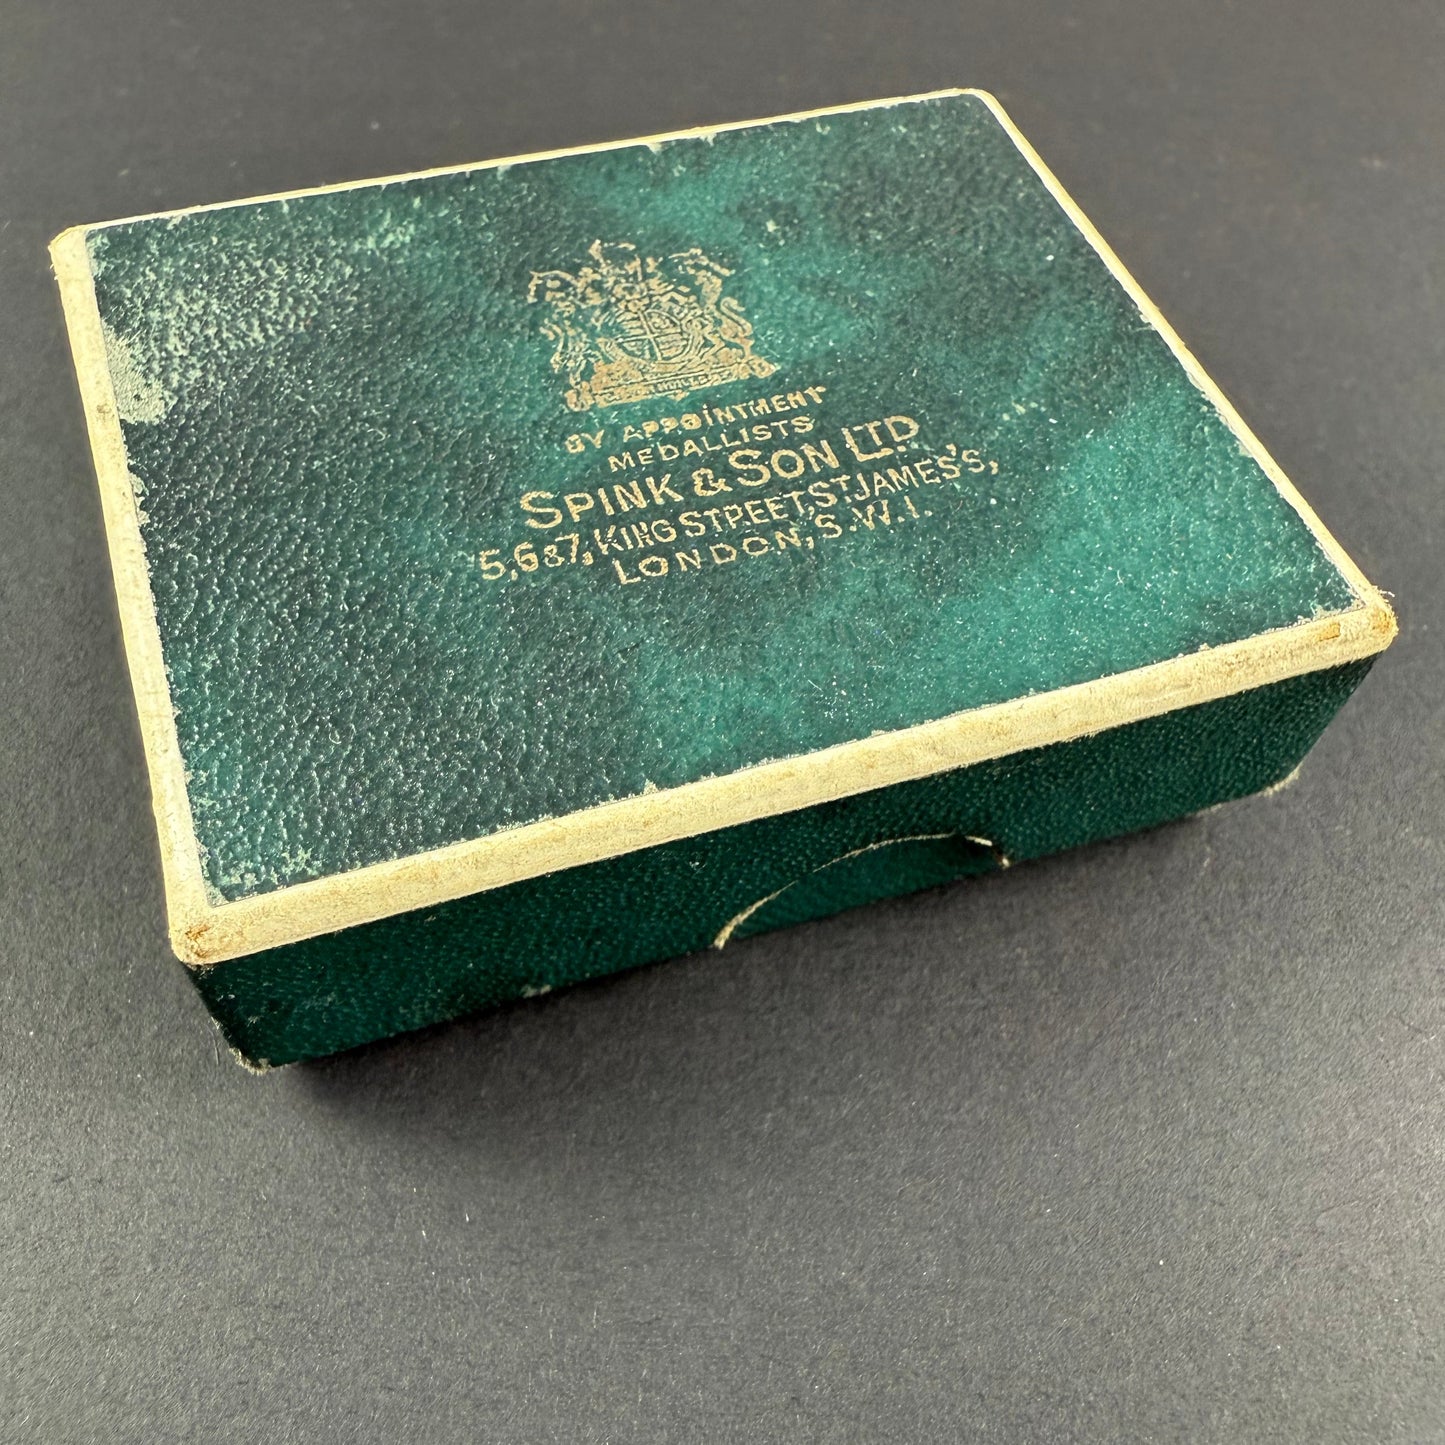 BY APPOINTMENT
MEDALLISTS
SPINK & SON LTD
5, 6 & 7, KING STREET, ST JAMES'S,
LONDON, S.W.1.